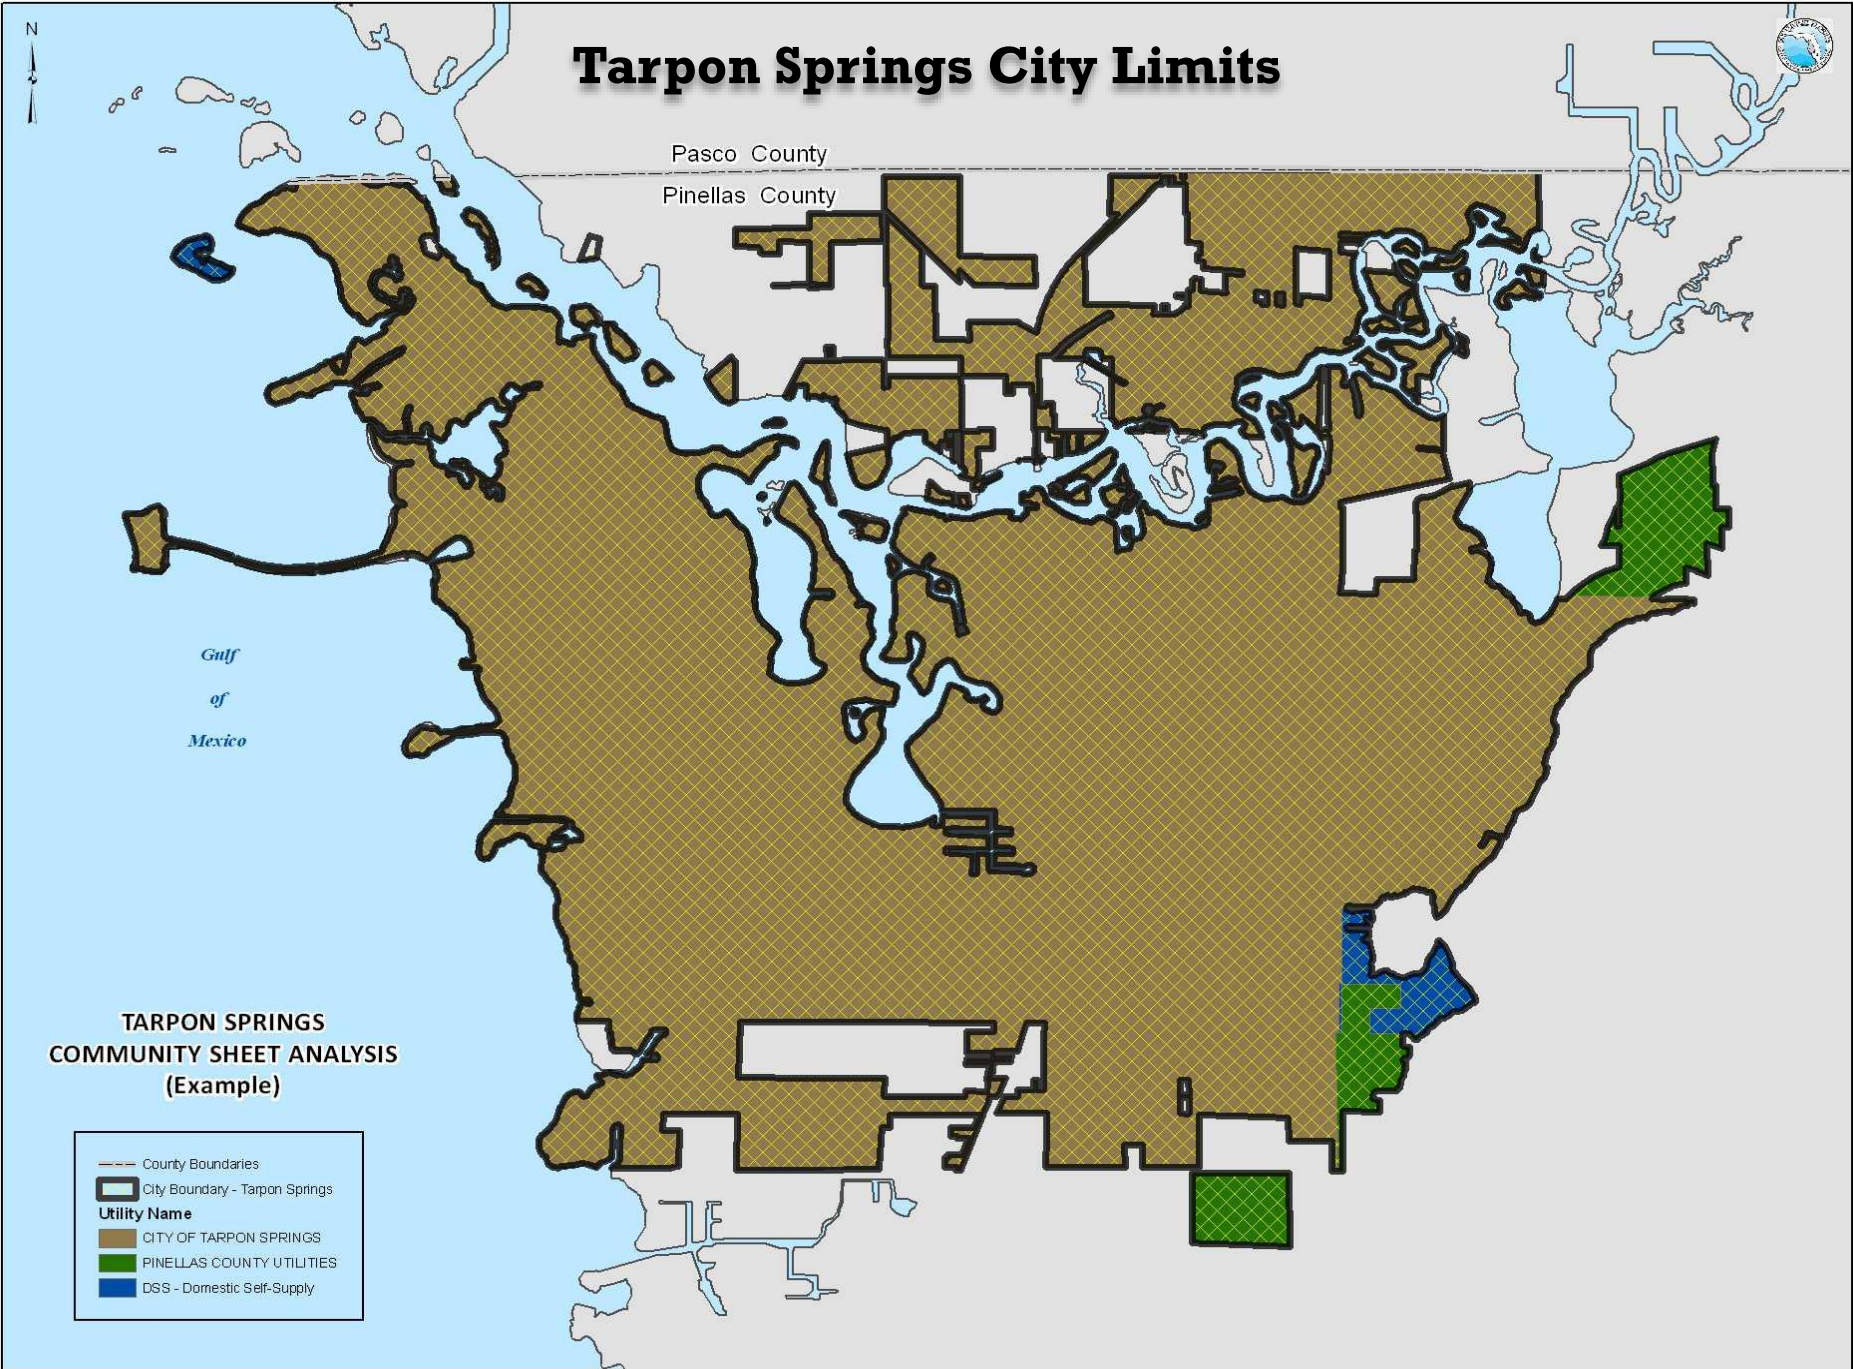 N
Tarpon Springs City Limits
Pasco County
Pinellas County
Gulf
of
Mexico
TARPON SPRINGS
COMMUNITY SHEET ANALYSIS
(Example)
County Boundaries
City Boundary - Tarpon Springs
Utility Name
CITY OF TARPON SPRINGS
PINELLAS COUNTY UTILITIES
DSS - Domestic Self-Supply